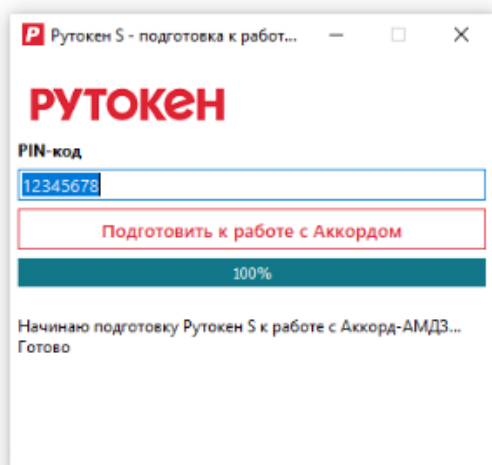 Рутокен S - подготовка к работ...
РУТОКЕН
PIN-код
12345678
Подготовить к работе с Аккордом
100%
Начинаю подготовку Рутокен S к работе с Аккорд-АМДЗ...
Готово